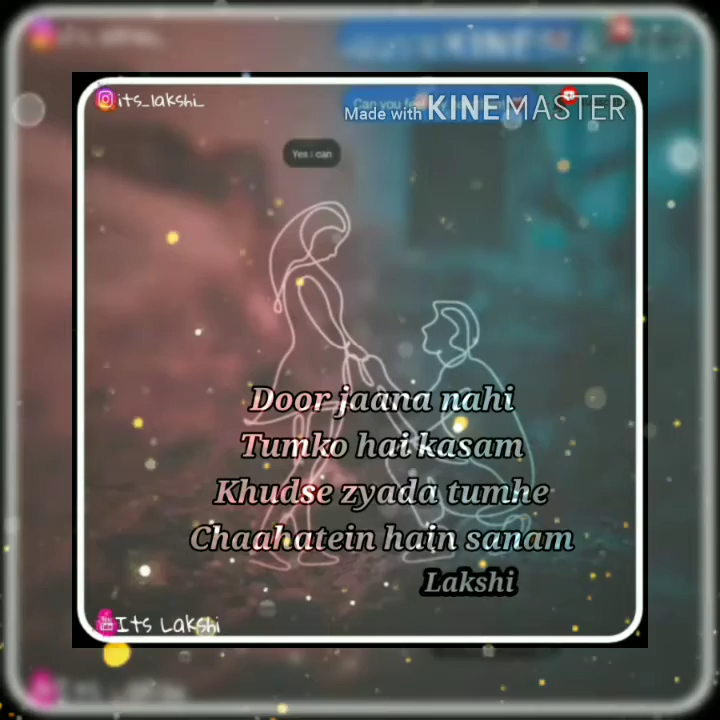 its_lakshi_
Made with KINEMASTER
Yes i can
Door jaana nahi
Tumko hai kasam
Khudse zyada tumhe
Chaahatein hain sanam
Lakshi
Its Lakshi